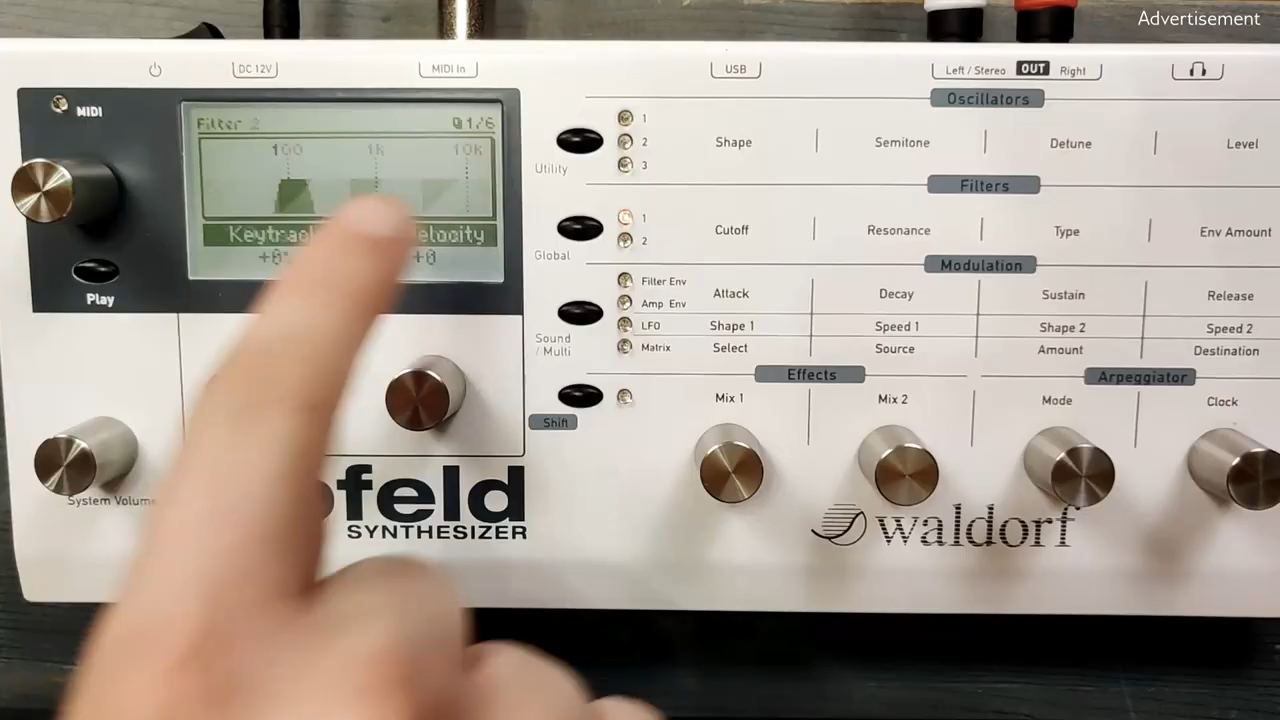 Advertisement
DC 12V
MIDI In
USB
Left / Stereo OUT Right
MIDI
Filter 2
1/6
100 1k 10k
+0
Play
System Volume
feld
SYNTHESIZER
Utility
Global
Sound
/ Multi
Shift
Oscillators
1
2
3
Shape Semitone Detune Level
Filters
1
2
Cutoff Resonance Type Env Amount
Modulation
Filter Env
Amp Env
Attack Decay Sustain Release
LFO Shape 1 Speed 1 Shape 2 Speed 2
Matrix Select Source Amount Destination
Effects Arpeggiator
Mix 1 Mix 2 Mode Clock
waldorf